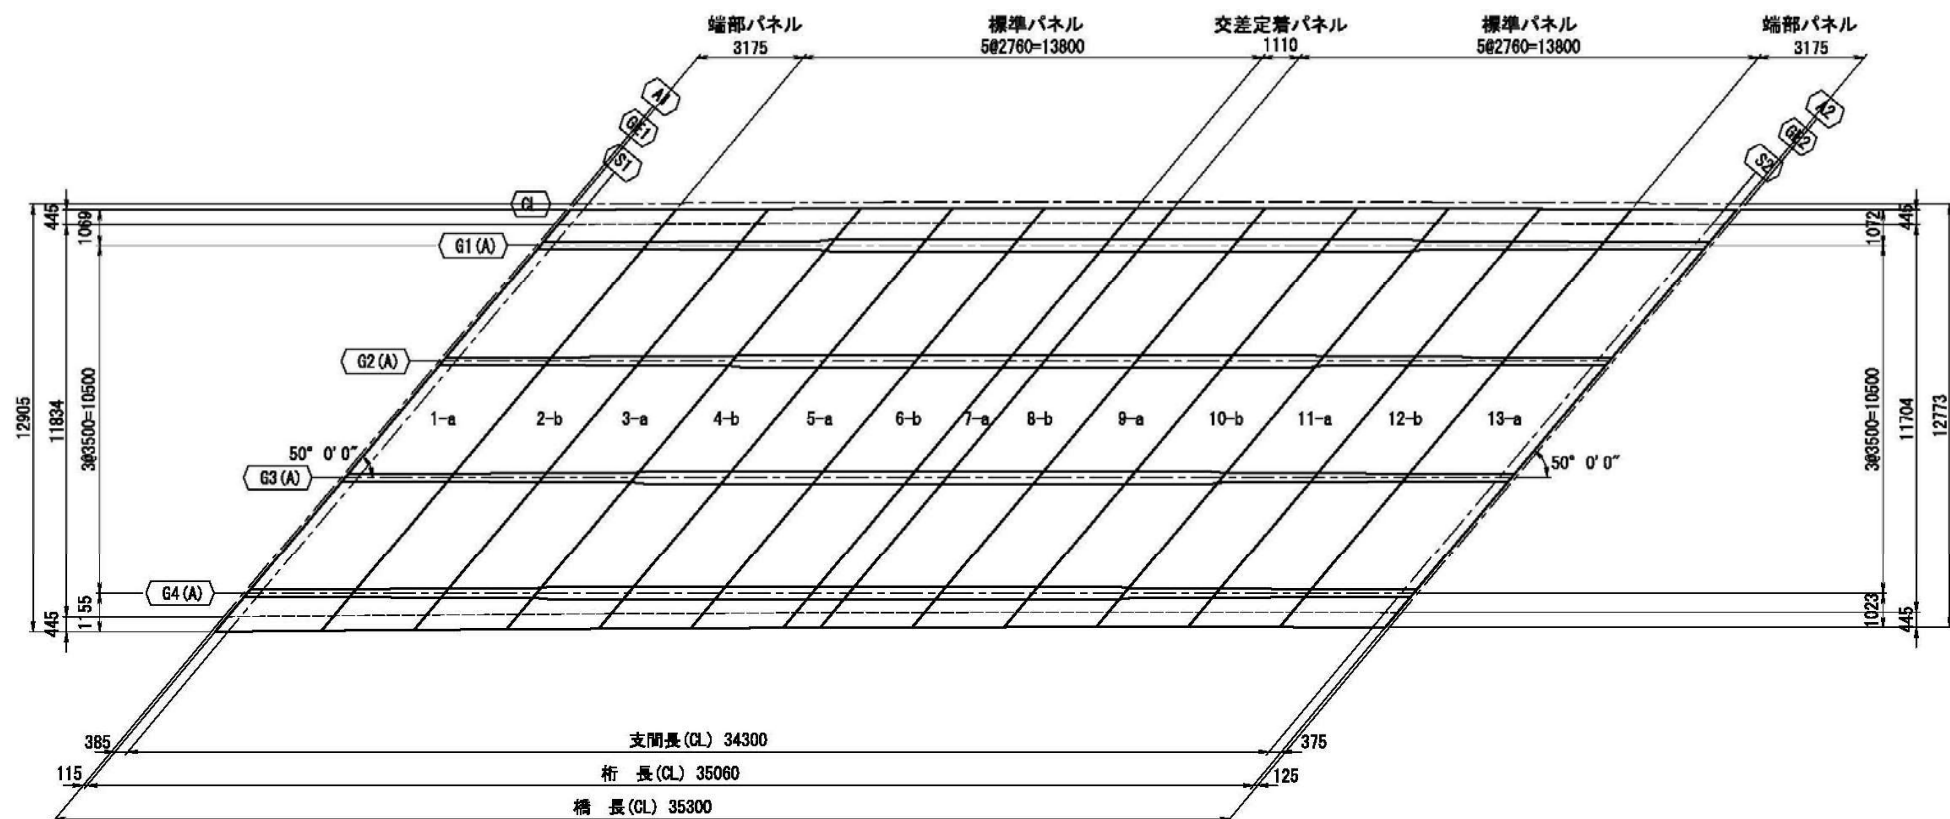 端部パネル
3175
標準パネル
5@2760=13800
交差定着パネル
1110
標準パネル
5@2760=13800
端部パネル
3175
A1
GE1
S1
A2
GE2
S2
CL
G1(A)
G2(A)
G3(A)
G4(A)
445
1069
12905
11834
3@3500=10500
445
1155
1072
445
3@3500=10500
11704
12773
1023
445
1-a
2-b
3-a
4-b
5-a
6-b
7-a
8-b
9-a
10-b
11-a
12-b
13-a
50° 0'0"
50° 0'0"
385
支間長(CL) 34300
375
115
桁 長(CL) 35060
125
橋 長(CL) 35300